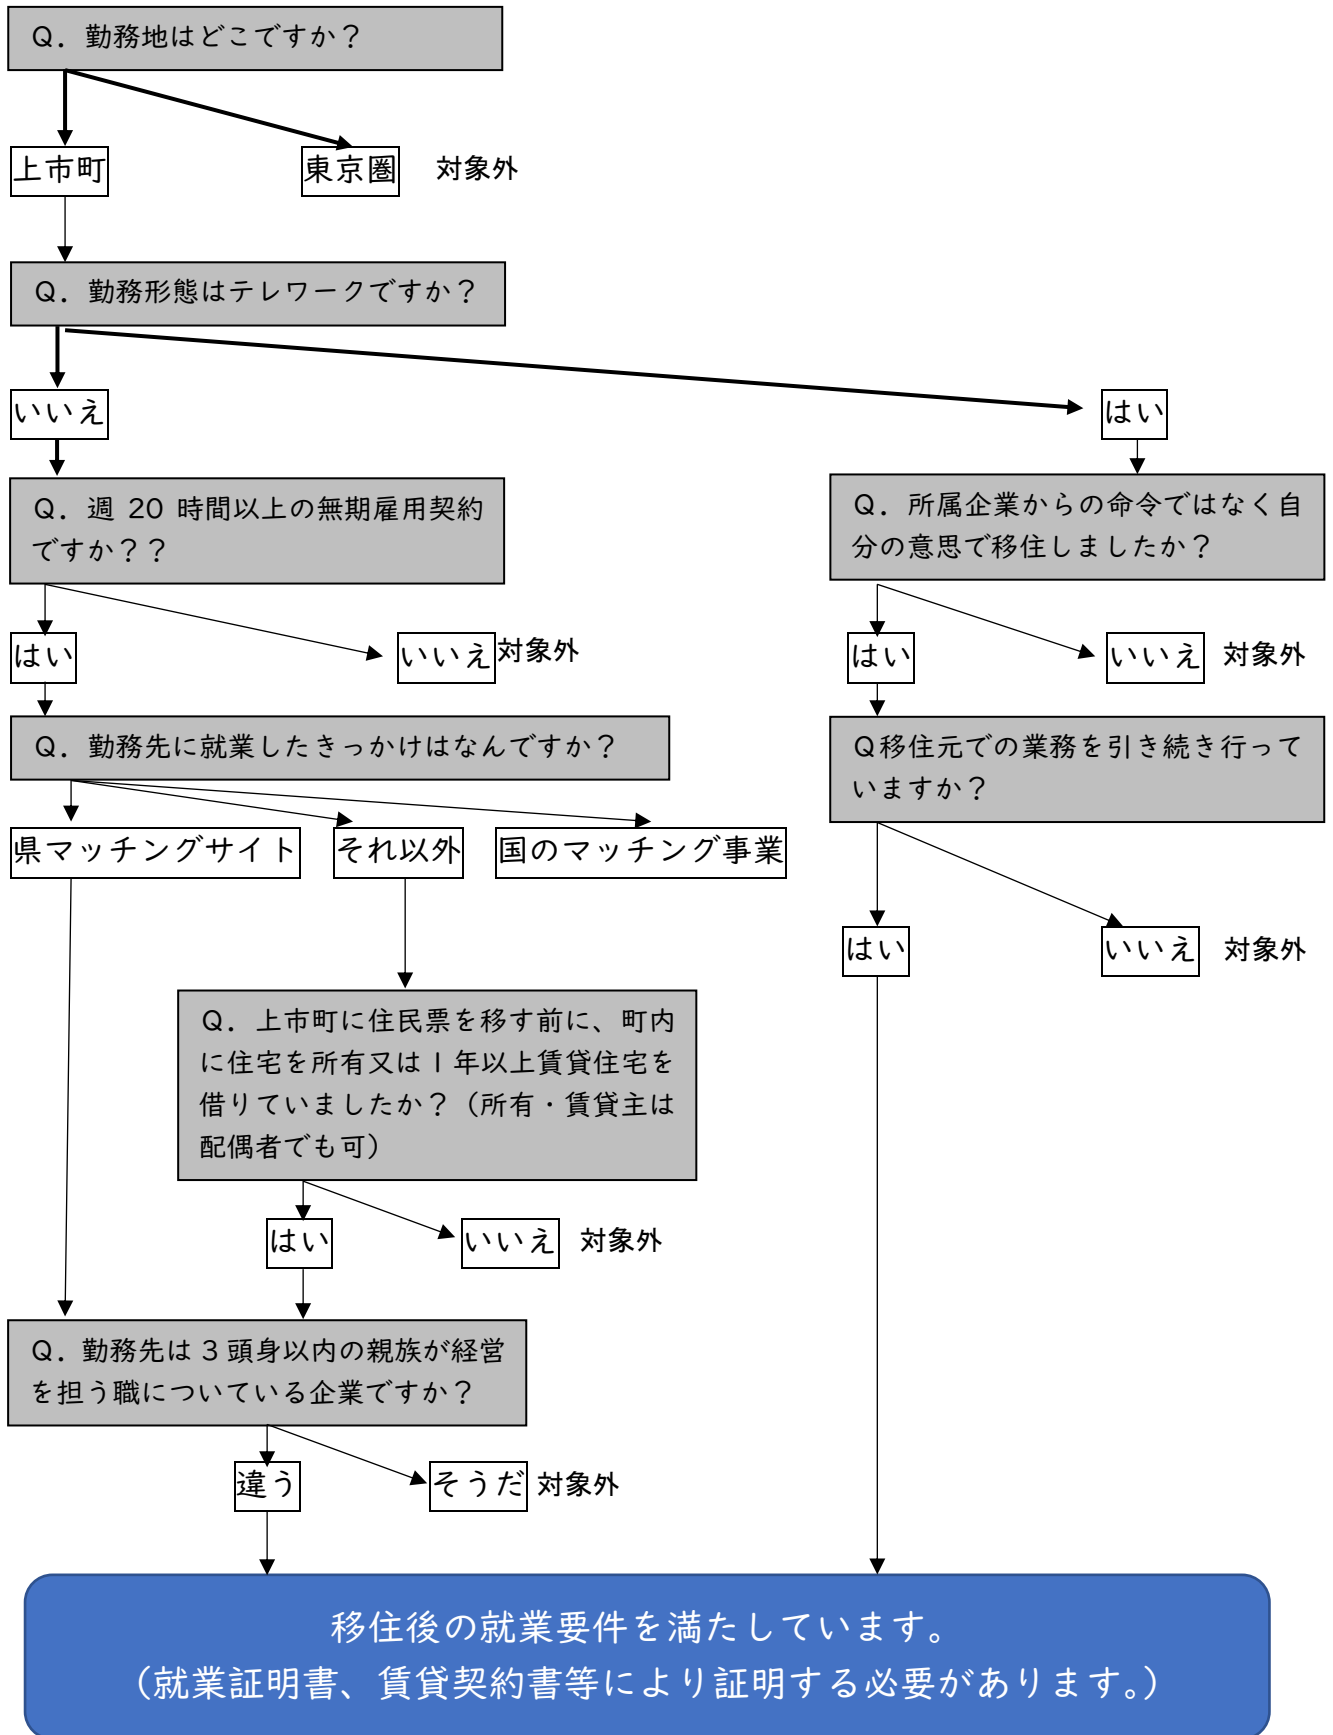 Q．勤務地はどこですか？
上市町
東京圏
対象外
Q．勤務形態はテレワークですか？
いいえ
はい
Q．週 20 時間以上の無期雇用契約
ですか？？
Q．所属企業からの命令ではなく自
分の意思で移住しましたか？
はい
いいえ
対象外
はい
いいえ
対象外
Q．勤務先に就業したきっかけはなんですか？
Q移住元での業務を引き続き行って
いますか？
県マッチングサイト
それ以外
国のマッチング事業
はい
いいえ
対象外
Q．上市町に住民票を移す前に、町内
に住宅を所有又は１年以上賃貸住宅を
借りていましたか？（所有・賃貸主は
配偶者でも可）
はい
いいえ
対象外
Q．勤務先は３頭身以内の親族が経営
を担う職についている企業ですか？
違う
そうだ
対象外
移住後の就業要件を満たしています。
（就業証明書、賃貸契約書等により証明する必要があります。）